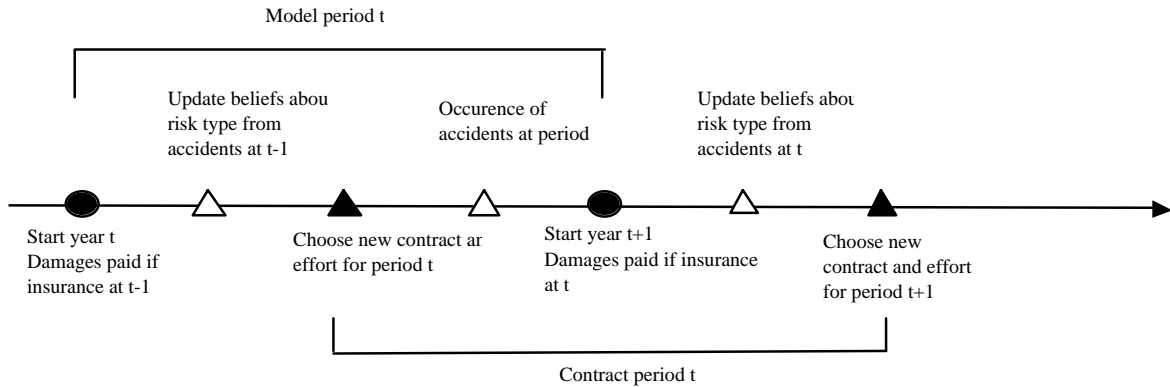 Model period t
Update beliefs abou
risk type from
accidents at t-1
Occurence of
accidents at period
Update beliefs abou
risk type from
accidents at t
Start year t
Damages paid if
insurance at t-1
Choose new contract an
effort for period t
Start year t+1
Damages paid if insurance
at t
Choose new
contract and effort
for period t+1
Contract period t